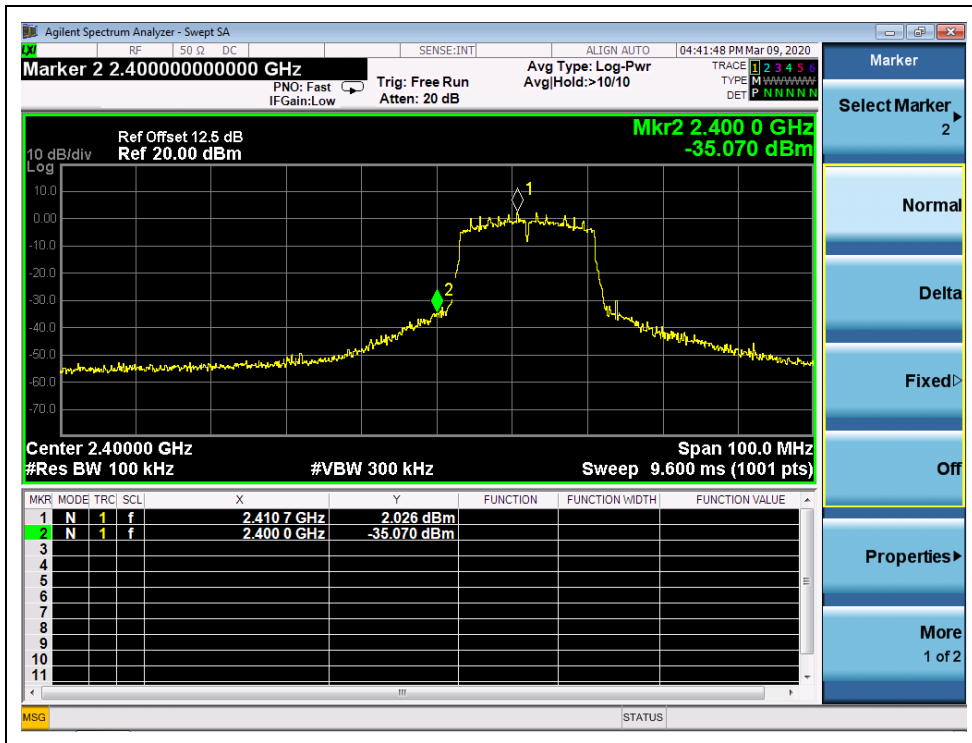 Agilent Spectrum Analyzer - Swept SA
LXI RF 50 Ω DC SENSE:INT ALIGN AUTO 04:41:48 PM Mar 09, 2020
Marker 2 2.400000000000 GHz
PNO: Fast
IFGain:Low
Trig: Free Run
Atten: 20 dB
Avg Type: Log-Pwr
Avg|Hold:>10/10
TRACE 1 2 3 4 5 6
TYPE M WWWWW
DET P N N N N N
Mkr2 2.400 0 GHz
-35.070 dBm
Ref Offset 12.5 dB
10 dB/div Ref 20.00 dBm
Log
10.0
0.00
-10.0
-20.0
-30.0
-40.0
-50.0
-60.0
-70.0
1
2
Center 2.40000 GHz Span 100.0 MHz
#Res BW 100 kHz #VBW 300 kHz Sweep 9.600 ms (1001 pts)
MKR MODE TRC SCL X Y FUNCTION FUNCTION WIDTH FUNCTION VALUE
1 N 1 f 2.410 7 GHz 2.026 dBm
2 N 1 f 2.400 0 GHz -35.070 dBm
3
4
5
6
7
8
9
10
11
MSG STATUS
Marker
Select Marker
2
Normal
Delta
Fixed
Off
Properties
More
1 of 2